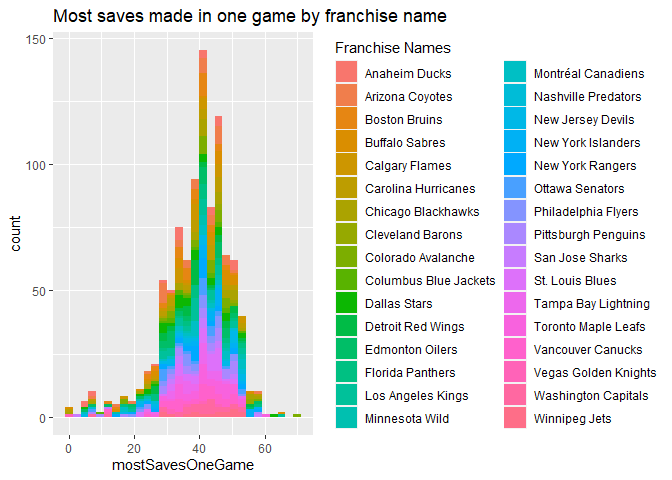 Most saves made in one game by franchise name
150
100
50
0
count
0 20 40 60
mostSavesOneGame
Franchise Names
Anaheim Ducks
Arizona Coyotes
Boston Bruins
Buffalo Sabres
Calgary Flames
Carolina Hurricanes
Chicago Blackhawks
Cleveland Barons
Colorado Avalanche
Columbus Blue Jackets
Dallas Stars
Detroit Red Wings
Edmonton Oilers
Florida Panthers
Los Angeles Kings
Minnesota Wild
Montréal Canadiens
Nashville Predators
New Jersey Devils
New York Islanders
New York Rangers
Ottawa Senators
Philadelphia Flyers
Pittsburgh Penguins
San Jose Sharks
St. Louis Blues
Tampa Bay Lightning
Toronto Maple Leafs
Vancouver Canucks
Vegas Golden Knights
Washington Capitals
Winnipeg Jets